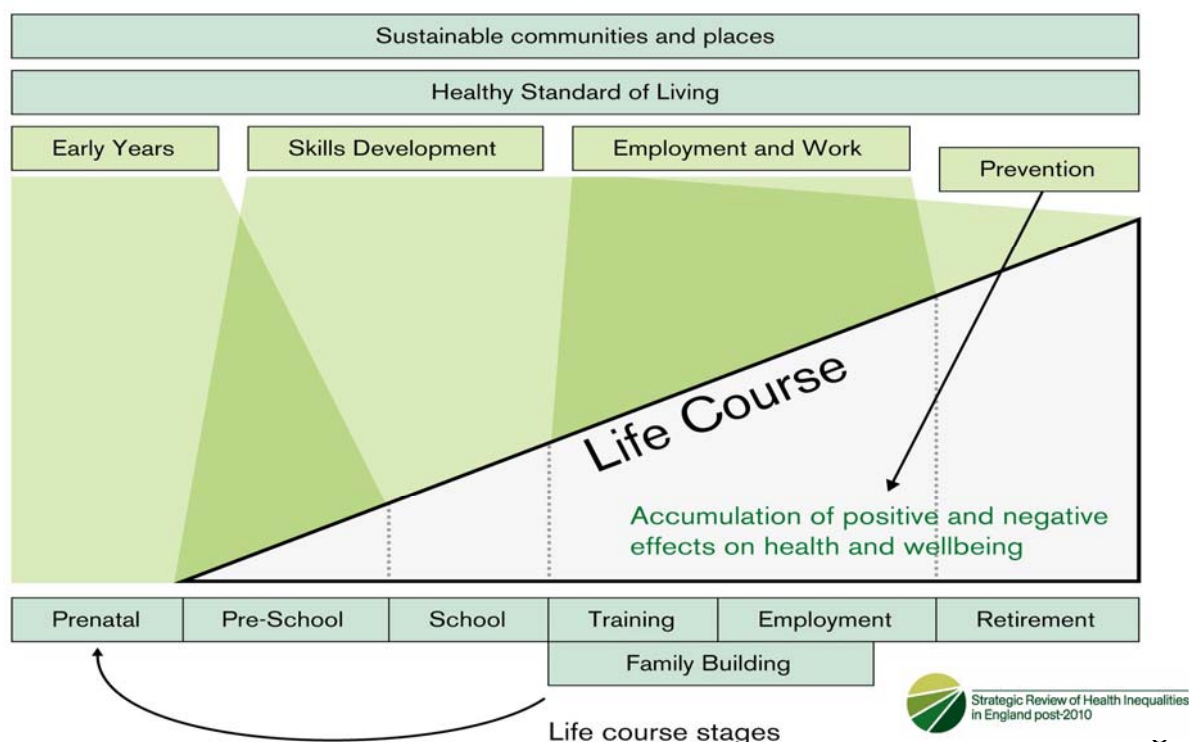 Sustainable communities and places
Healthy Standard of Living
Early Years
Skills Development
Employment and Work
Prevention
Life Course
Accumulation of positive and negative
effects on health and wellbeing
Prenatal
Pre-School
School
Training
Employment
Retirement
Family Building
Life course stages
Strategic Review of Health Inequalities
in England post-2010